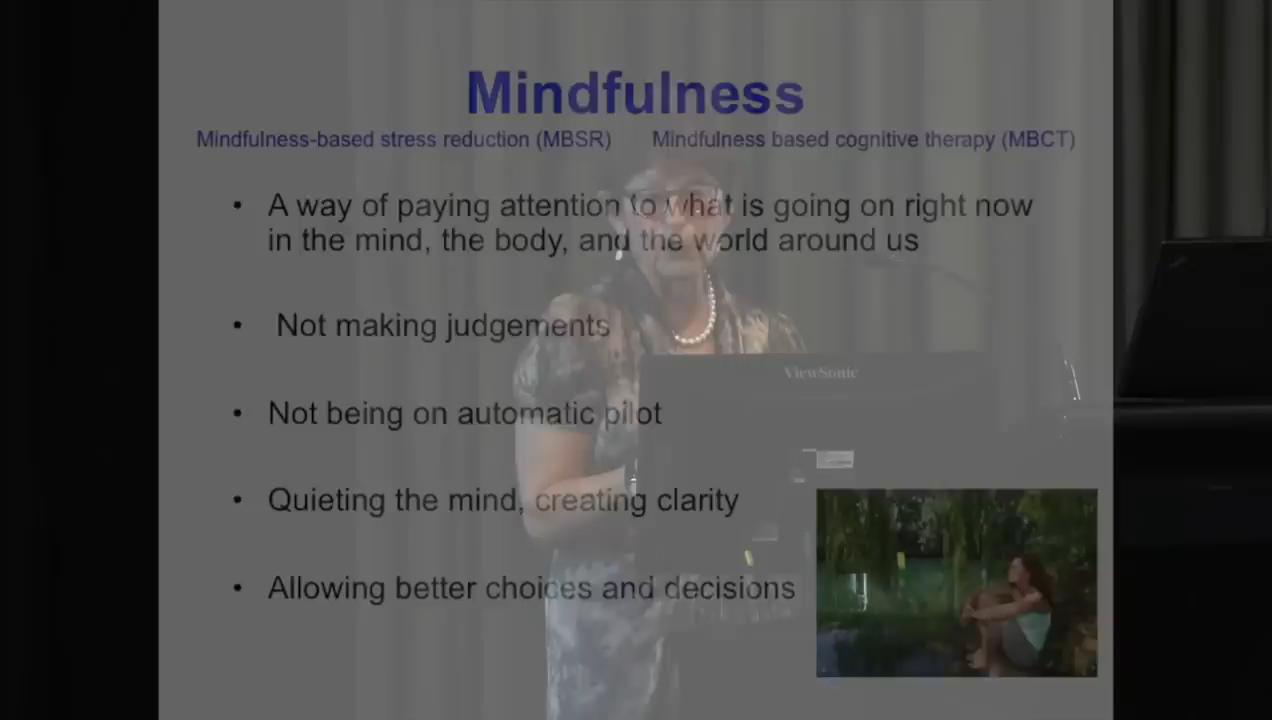 Mindfulness
Mindfulness-based stress reduction (MBSR) Mindfulness based cognitive therapy (MBCT)
• A way of paying attention to what is going on right now
in the mind, the body, and the world around us
• Not making judgements
• Not being on automatic pilot
• Quieting the mind, creating clarity
• Allowing better choices and decisions
ViewSonic